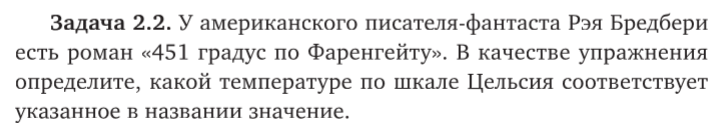 Задача 2.2. У американского писателя-фантаста Рэя Бредбери
есть роман «451 градус по Фаренгейту». В качестве упражнения
определите, какой температуре по шкале Цельсия соответствует
указанное в названии значение.